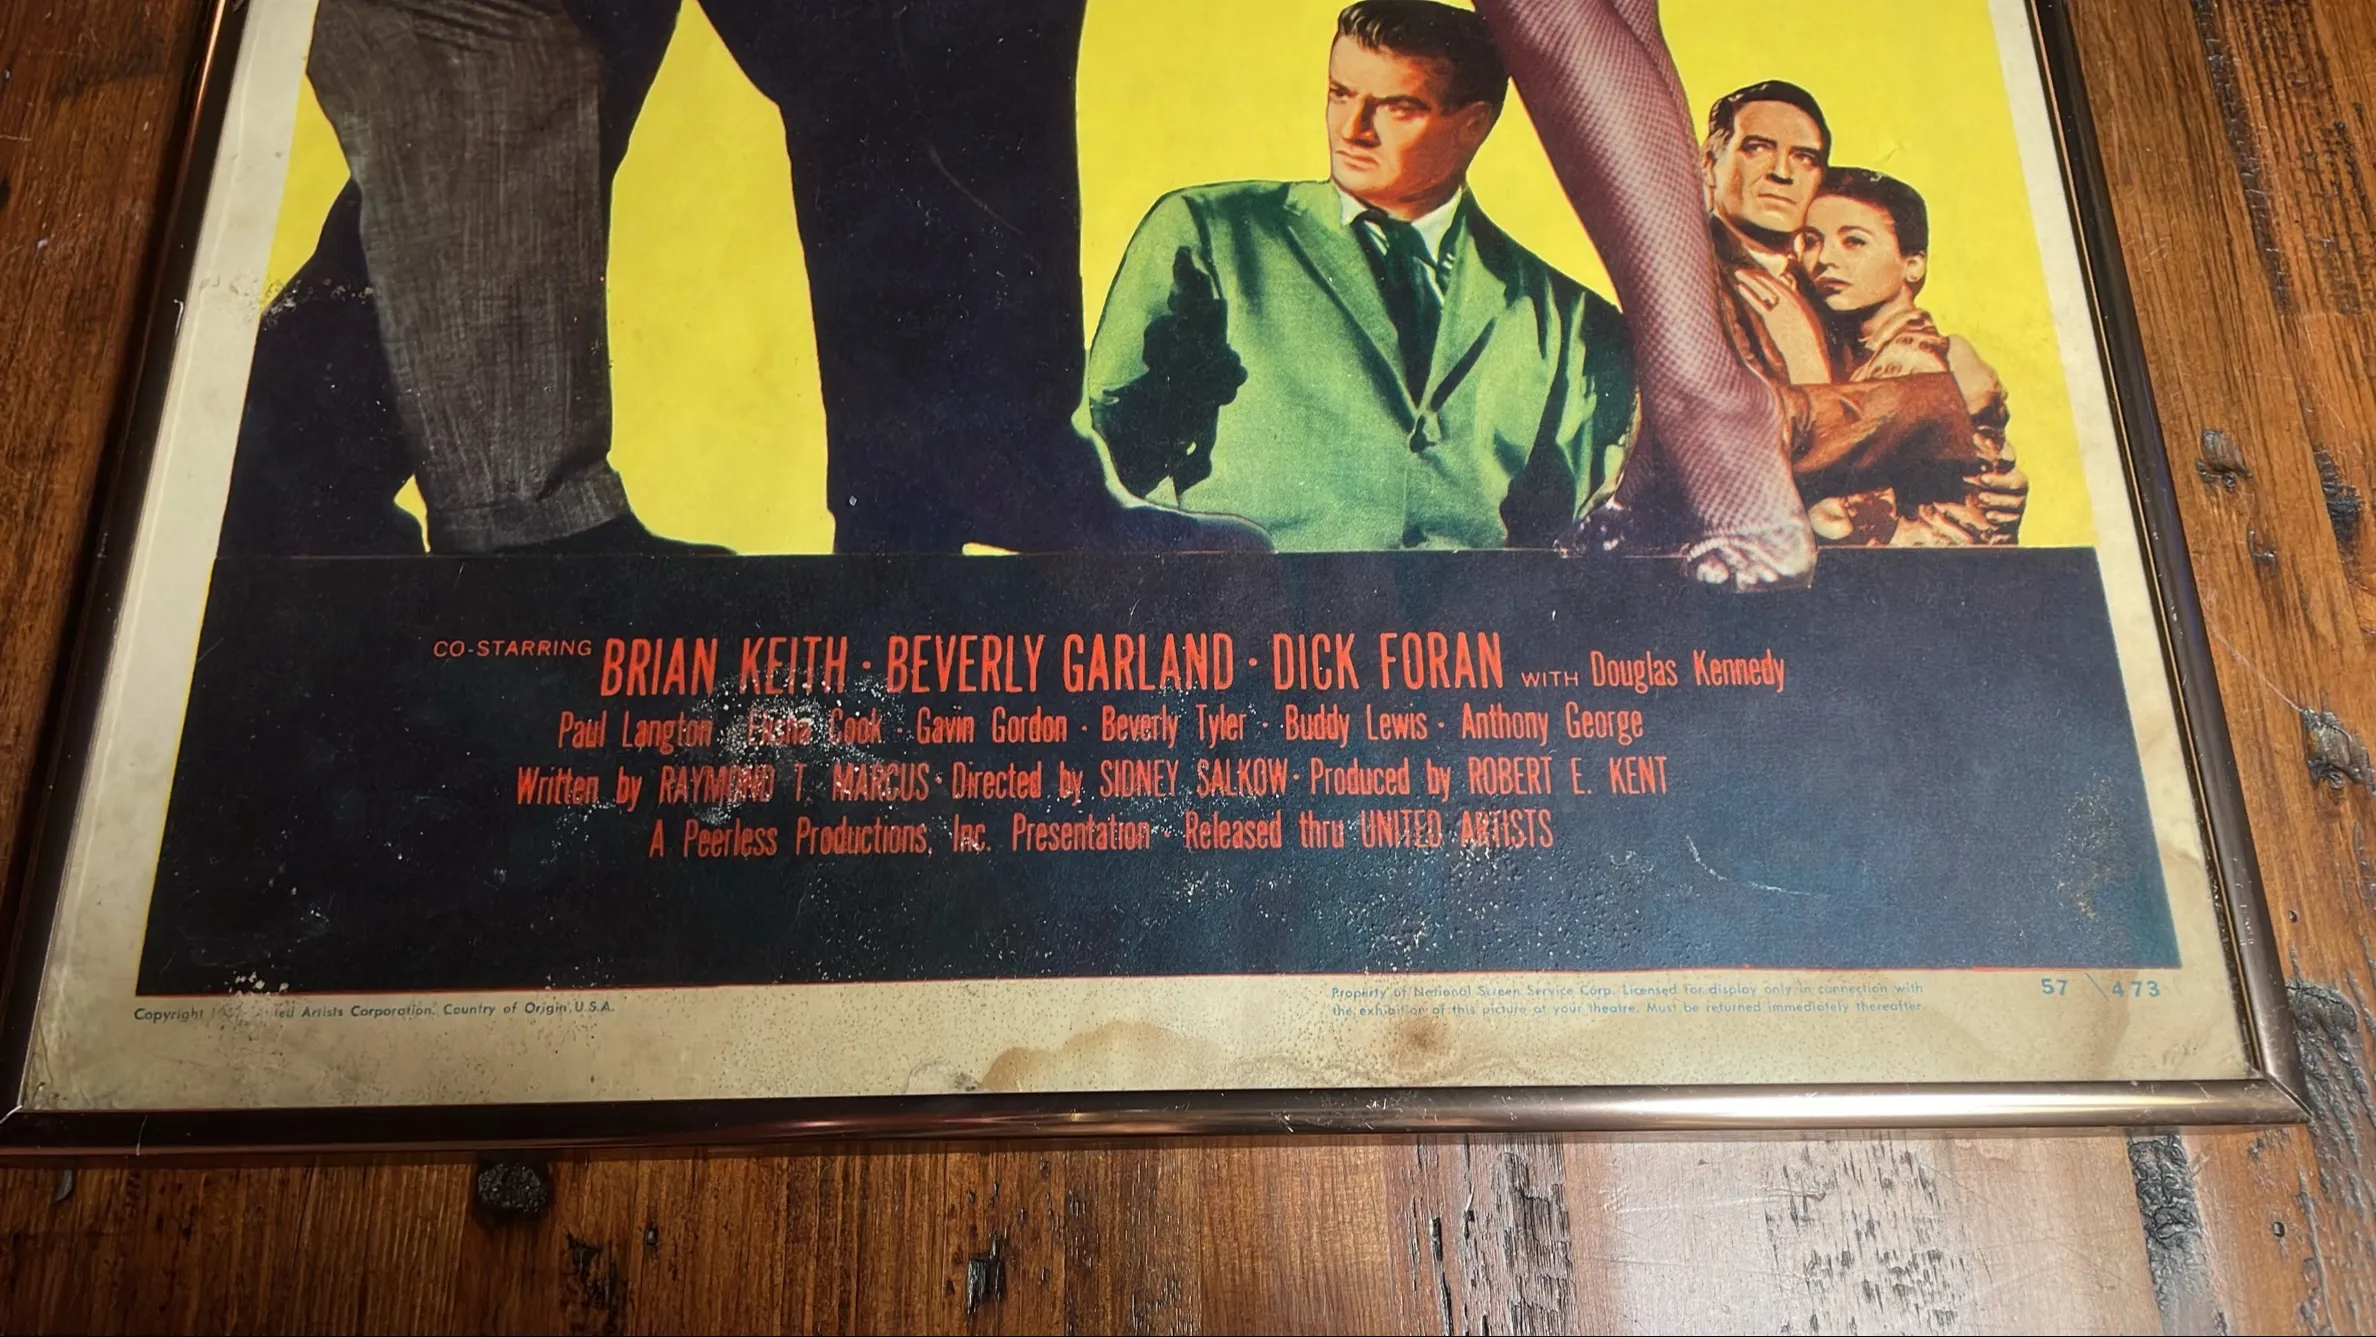 CO-STARRING BRIAN KEITH · BEVERLY GARLAND · DICK FORAN WITH Douglas Kennedy
Paul Langton · Elisha Cook · Gavin Gordon · Beverly Tyler · Buddy Lewis · Anthony George
Written by RAYMOND T. MARCUS · Directed by SIDNEY SALKOW · Produced by ROBERT E. KENT
A Peerless Productions, Inc. Presentation · Released thru UNITED ARTISTS
Copyright Artists Corporation. Country of Origin U.S.A.
Property of National Screen Service Corp. Licensed for display only in connection with
the exhibition of this picture at your theatre. Must be returned immediately thereafter.
57 473